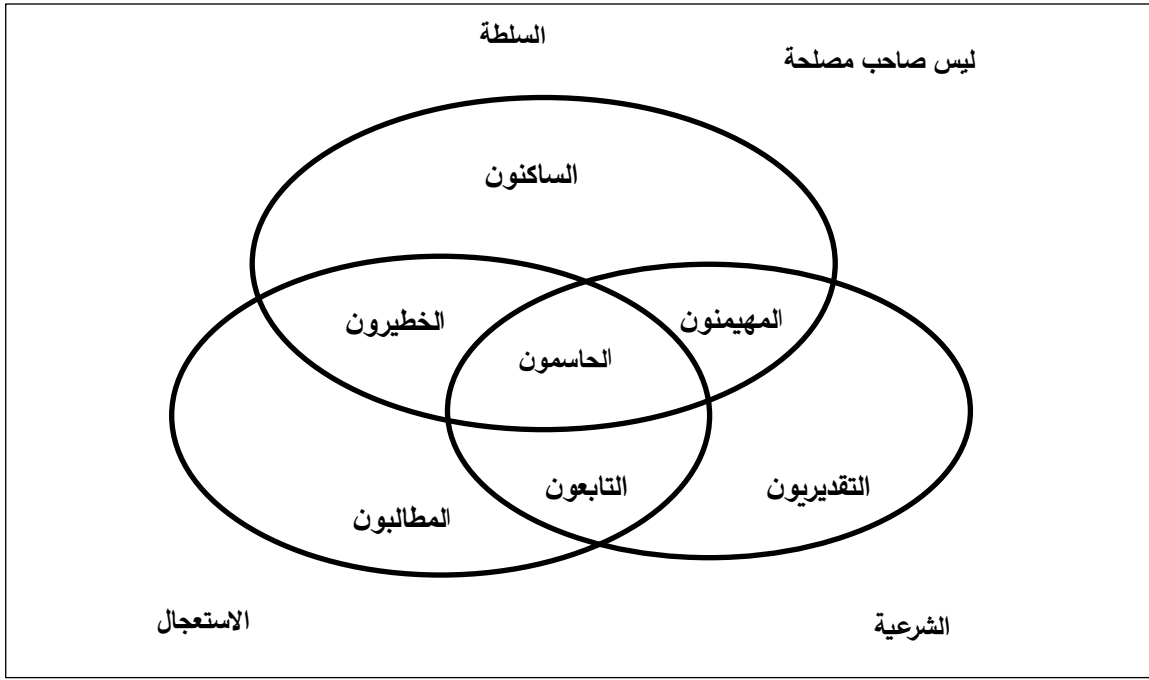 السلطة
ليس صاحب مصلحة
الساكنون
المهيمنون
الخطيرون
الحاسمون
التقديريون
التابعون
المطالبون
الاستعجال
الشرعية